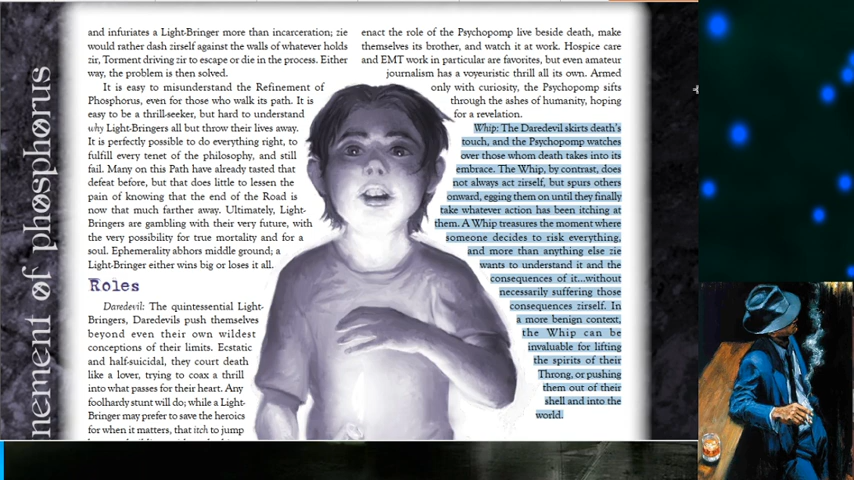 nement of phosphorus
and infuriates a Light-Bringer more than incarceration; zie
would rather dash zirself against the walls of whatever holds
zir, Torment driving zir to escape or die in the process. Either
way, the problem is then solved.
It is easy to misunderstand the Refinement of
Phosphorus, even for those who walk its path. It is
easy to be a thrill-seeker, but hard to understand
why Light-Bringers all but throw their lives away.
It is perfectly possible to do everything right, to
fulfill every tenet of the philosophy, and still
fail. Many on this Path have already tasted that
defeat before, but that does little to lessen the
pain of knowing that the end of the Road is
now that much farther away. Ultimately, Light-
Bringers are gambling with their very future, with
the very possibility for true mortality and for a
soul. Ephemerality abhors middle ground; a
Light-Bringer either wins big or loses it all.
Roles
Daredevil: The quintessential Light-
Bringers, Daredevils push themselves
beyond even their own wildest
conceptions of their limits. Ecstatic
and half-suicidal, they court death
like a lover, trying to coax a thrill
into what passes for their heart. Any
foolhardy stunt will do; while a Light-
Bringer may prefer to save the heroics
for when it matters, that itch to jump
enact the role of the Psychopomp live beside death, make
themselves its brother, and watch it at work. Hospice care
and EMT work in particular are favorites, but even amateur
journalism has a voyeuristic thrill all its own. Armed
only with curiosity, the Psychopomp sifts
through the ashes of humanity, hoping
for a revelation.
Whip: The Daredevil skirts death's
touch, and the Psychopomp watches
over those whom death takes into its
embrace. The Whip, by contrast, does
not always act zirself, but spurs others
onward, egging them on until they finally
take whatever action has been itching at
them. A Whip treasures the moment where
someone decides to risk everything,
and more than anything else zie
wants to understand it and the
consequences of it...without
necessarily suffering those
consequences zirself. In
a more benign context,
the Whip can be
invaluable for lifting
the spirits of their
Throng, or pushing
them out of their
shell and into the
world.